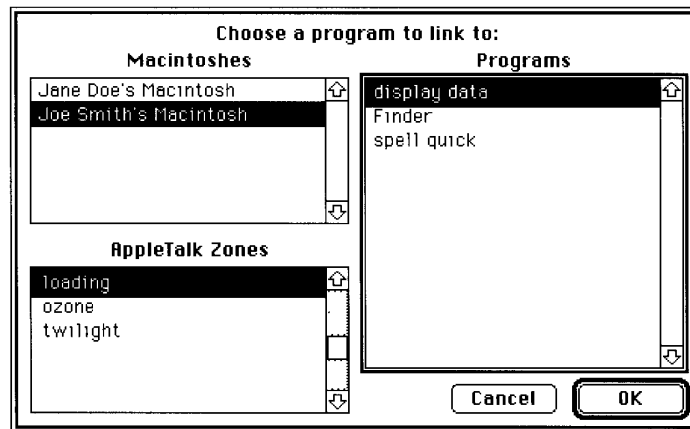 Choose a program to link to:
Macintoshes
Jane Doe's Macintosh
Joe Smith's Macintosh
AppleTalk Zones
loading
ozone
twilight
Programs
display data
Finder
spell quick
Cancel
OK